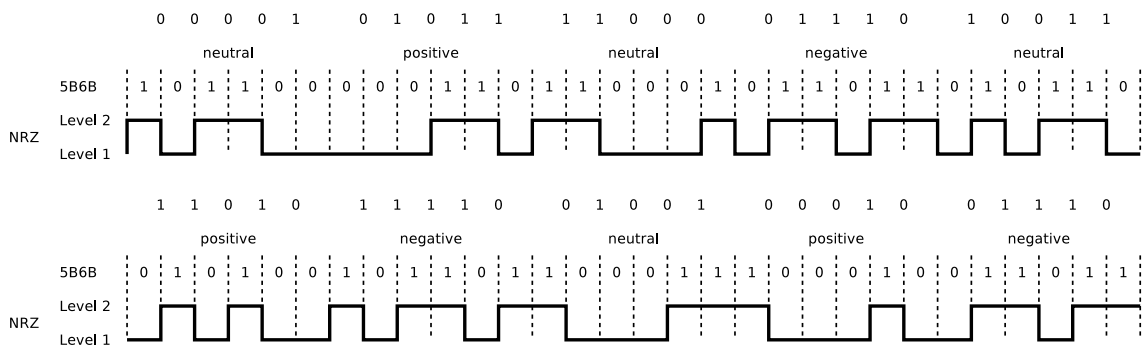 0 0 0 0 1 0 1 0 1 1 1 1 0 0 0 0 1 1 1 0 1 0 0 1 1
neutral positive neutral negative neutral
5B6B 1 0 1 1 0 0 0 0 0 1 1 0 1 1 0 0 0 1 0 1 1 0 1 1 0 1 0 1 1 0
Level 2
NRZ
Level 1
1 1 0 1 0 1 1 1 1 0 0 1 0 0 1 0 0 0 1 0 0 1 1 1 0
positive negative neutral positive negative
5B6B 0 1 0 1 0 0 1 0 1 1 0 1 1 0 0 0 1 1 1 0 0 0 1 0 0 1 1 0 1 1
Level 2
NRZ
Level 1